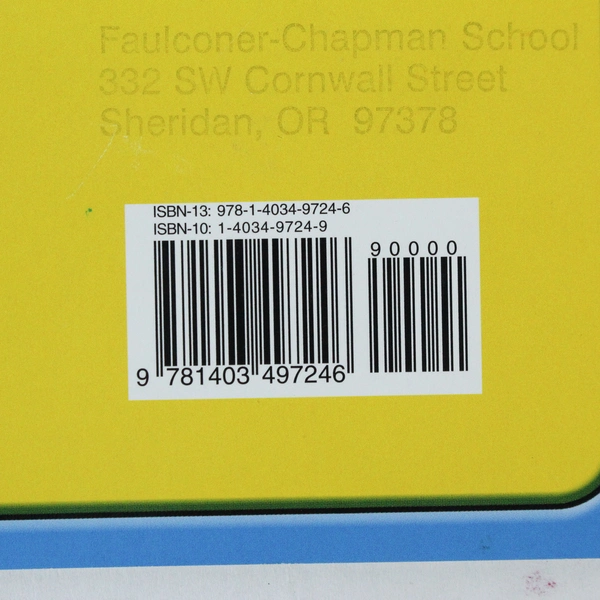 Faulconer-Chapman School
332 SW Cornwall Street
Sheridan, OR 97378
ISBN-13: 978-1-4034-9724-6
ISBN-10: 1-4034-9724-9
90000
9 781403 497246